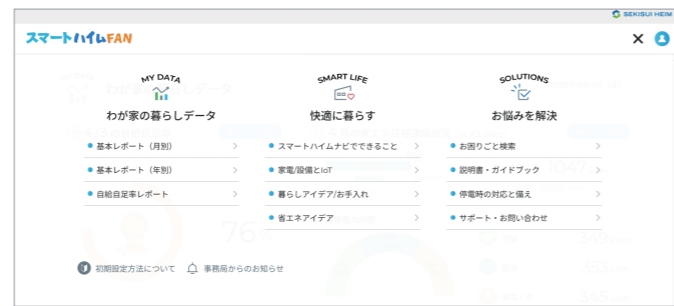 SEKISUI HEIM
スマートハイムFAN
MY DATA
わが家の暮らしデータ
基本レポート（月別）
基本レポート（年別）
自給自足率レポート
SMART LIFE
快適に暮らす
スマートハイムナビでできること
家電/設備とIoT
暮らしアイデア/お手入れ
省エネアイデア
SOLUTIONS
お悩みを解決
お困りごと検索
説明書・ガイドブック
停電時の対応と備え
サポート・お問い合わせ
初期設定方法について
事務局からのお知らせ
76
1047
349
353
345